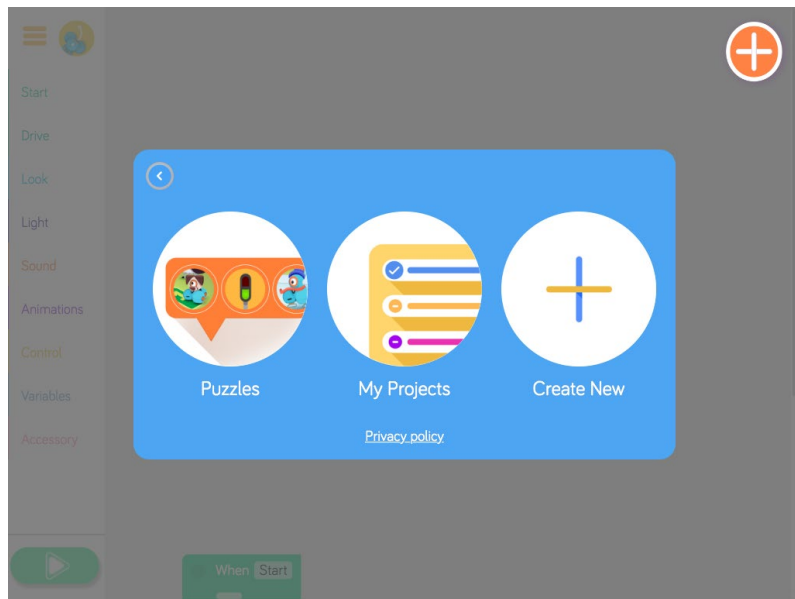 Start
Drive
Look
Light
Sound
Animations
Control
Variables
Accessory
Puzzles
My Projects
Create New
Privacy policy
When Start